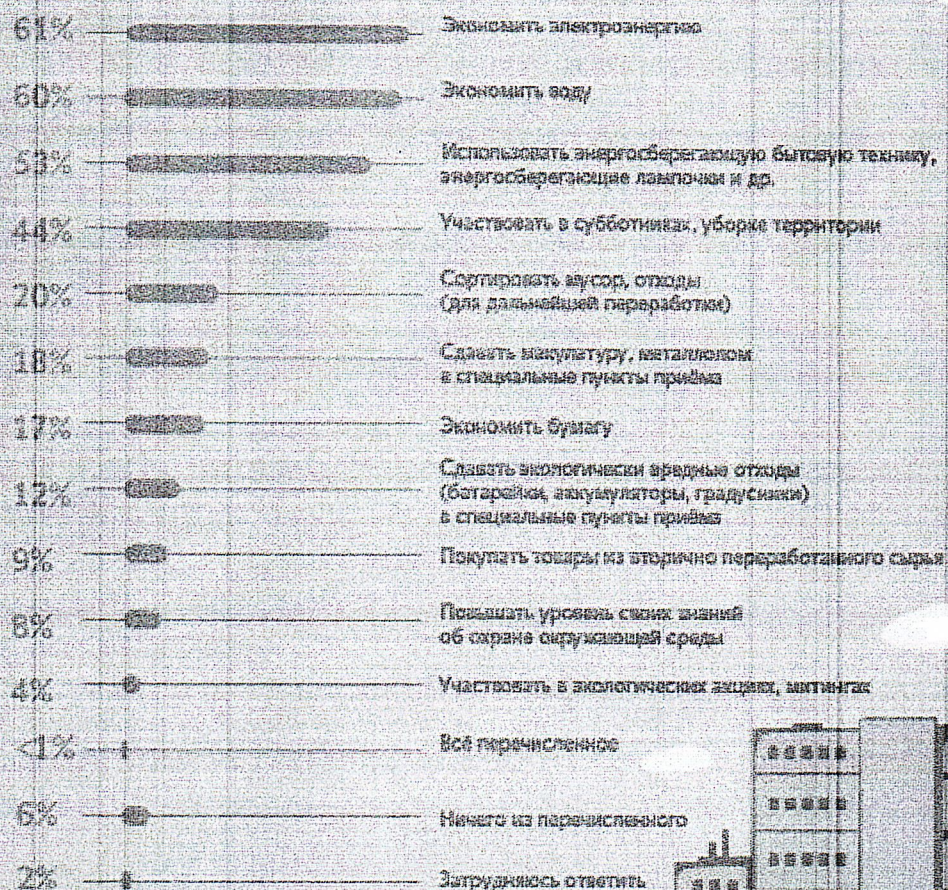 61% Экономить электроэнергию
60% Экономить воду
53% Использовать энергосберегающую бытовую технику,
энергосберегающие лампочки и др.
44% Участвовать в субботниках, уборке территории
20% Сортировать мусор, отходы
(для дальнейшей переработки)
18% Сдавать макулатуру, металлолом
в специальные пункты приёма
17% Экономить бумагу
12% Сдавать экологически вредные отходы
(батарейки, аккумуляторы, градусники)
в специальные пункты приёма
9% Покупать товары из вторично переработанного сырья
8% Повышать уровень своих знаний
об охране окружающей среды
4% Участвовать в экологических акциях, митингах
<1% Всё перечисленное
6% Ничего из перечисленного
2% Затрудняюсь ответить